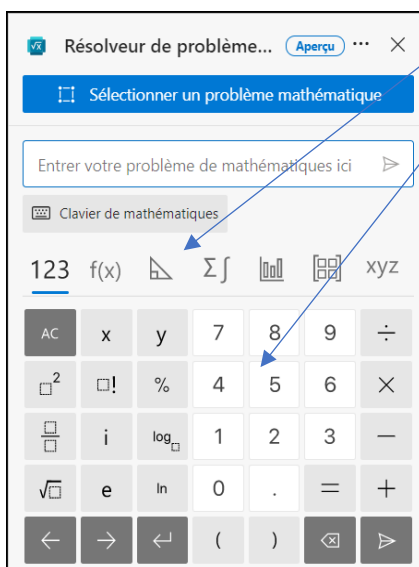 √x Résolveur de problème... Aperçu ... ×
Sélectionner un problème mathématique
Entrer votre problème de mathématiques ici
Clavier de mathématiques
123 f(x) Σ∫ xyz
AC x y 7 8 9 ÷
□² □! % 4 5 6 ×
□/□ i log□ 1 2 3 −
√□ e ln 0 . = +
← → ↵ ( ) ⌫